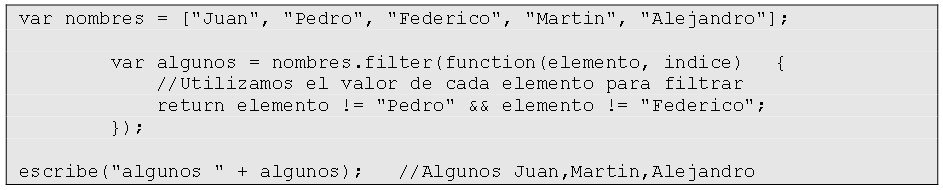 var nombres = ["Juan", "Pedro", "Federico", "Martin", "Alejandro"];
var algunos = nombres.filter(function(elemento, indice)   {
//Utilizamos el valor de cada elemento para filtrar
return elemento != "Pedro" && elemento != "Federico";
});
escribe("algunos " + algunos);   //Algunos Juan,Martin,Alejandro